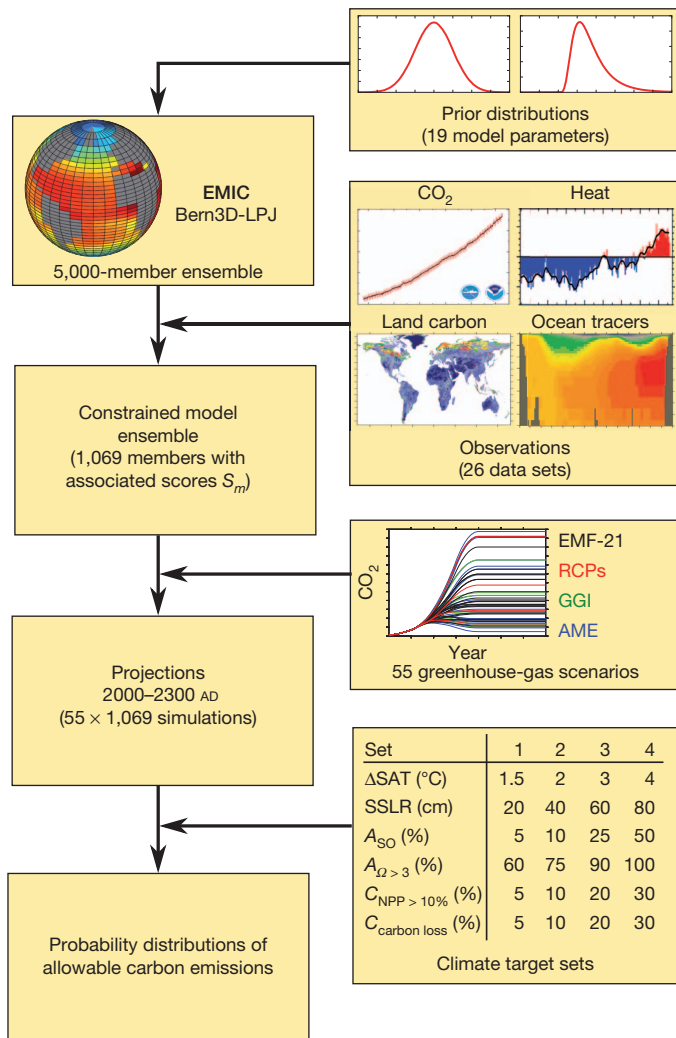 Prior distributions
(19 model parameters)
EMIC
Bern3D-LPJ
5,000-member ensemble
CO2
Heat
Land carbon
Ocean tracers
Observations
(26 data sets)
Constrained model
ensemble
(1,069 members with
associated scores Sm)
CO2
EMF-21
RCPs
GGI
AME
Year
55 greenhouse-gas scenarios
Projections
2000–2300 AD
(55 × 1,069 simulations)
Set 1 2 3 4
ΔSAT (°C) 1.5 2 3 4
SSLR (cm) 20 40 60 80
ASO (%) 5 10 25 50
AΩ > 3 (%) 60 75 90 100
CNPP > 10% (%) 5 10 20 30
Ccarbon loss (%) 5 10 20 30
Climate target sets
Probability distributions of
allowable carbon emissions